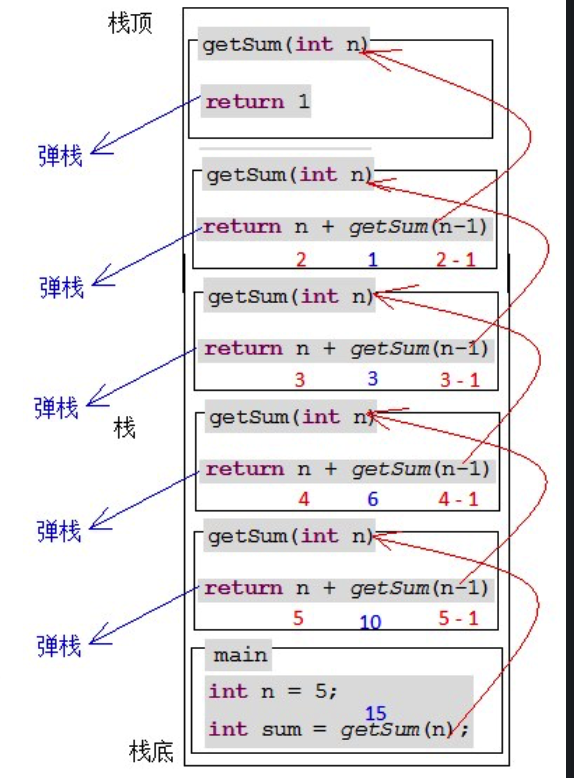 栈顶
getSum(int n)
return 1
弹栈
getSum(int n)
return n + getSum(n-1)
2 1 2 - 1
弹栈
getSum(int n)
return n + getSum(n-1)
3 3 3 - 1
弹栈
栈
getSum(int n)
return n + getSum(n-1)
4 6 4 - 1
弹栈
getSum(int n)
return n + getSum(n-1)
5 10 5 - 1
弹栈
main
int n = 5;
15
int sum = getSum(n);
栈底